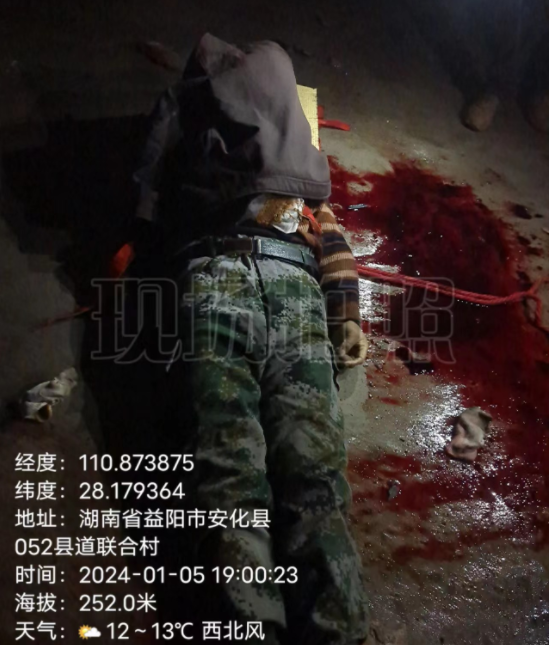 现场拍照
经度：110.873875
纬度：28.179364
地址：湖南省益阳市安化县
052县道联合村
时间：2024-01-05 19:00:23
海拔：252.0米
天气：🌤 12～13℃ 西北风